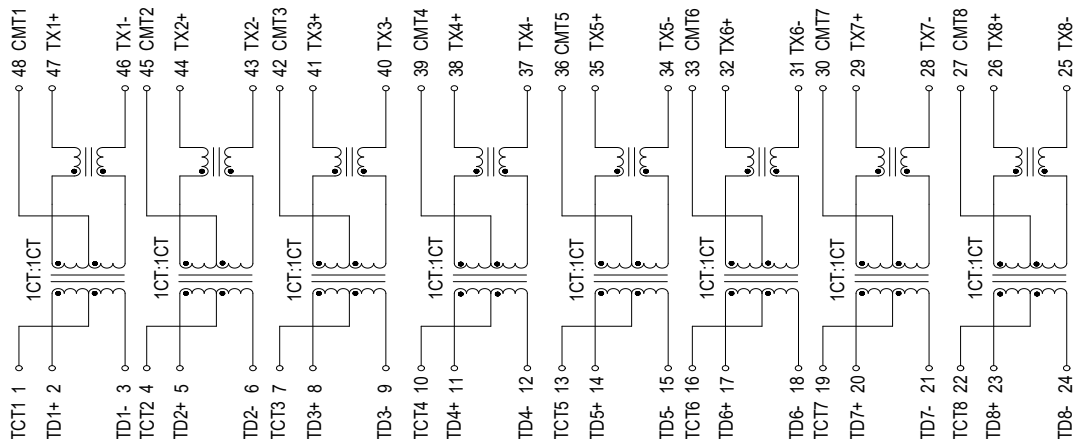 48 CMT1
47 TX1+
46 TX1-
45 CMT2
44 TX2+
43 TX2-
42 CMT3
41 TX3+
40 TX3-
39 CMT4
38 TX4+
37 TX4-
36 CMT5
35 TX5+
34 TX5-
33 CMT6
32 TX6+
31 TX6-
30 CMT7
29 TX7+
28 TX7-
27 CMT8
26 TX8+
25 TX8-
1CT:1CT
1CT:1CT
1CT:1CT
1CT:1CT
1CT:1CT
1CT:1CT
1CT:1CT
1CT:1CT
TCT1 1
TD1+ 2
TD1- 3
TCT2 4
TD2+ 5
TD2- 6
TCT3 7
TD3+ 8
TD3- 9
TCT4 10
TD4+ 11
TD4- 12
TCT5 13
TD5+ 14
TD5- 15
TCT6 16
TD6+ 17
TD6- 18
TCT7 19
TD7+ 20
TD7- 21
TCT8 22
TD8+ 23
TD8- 24